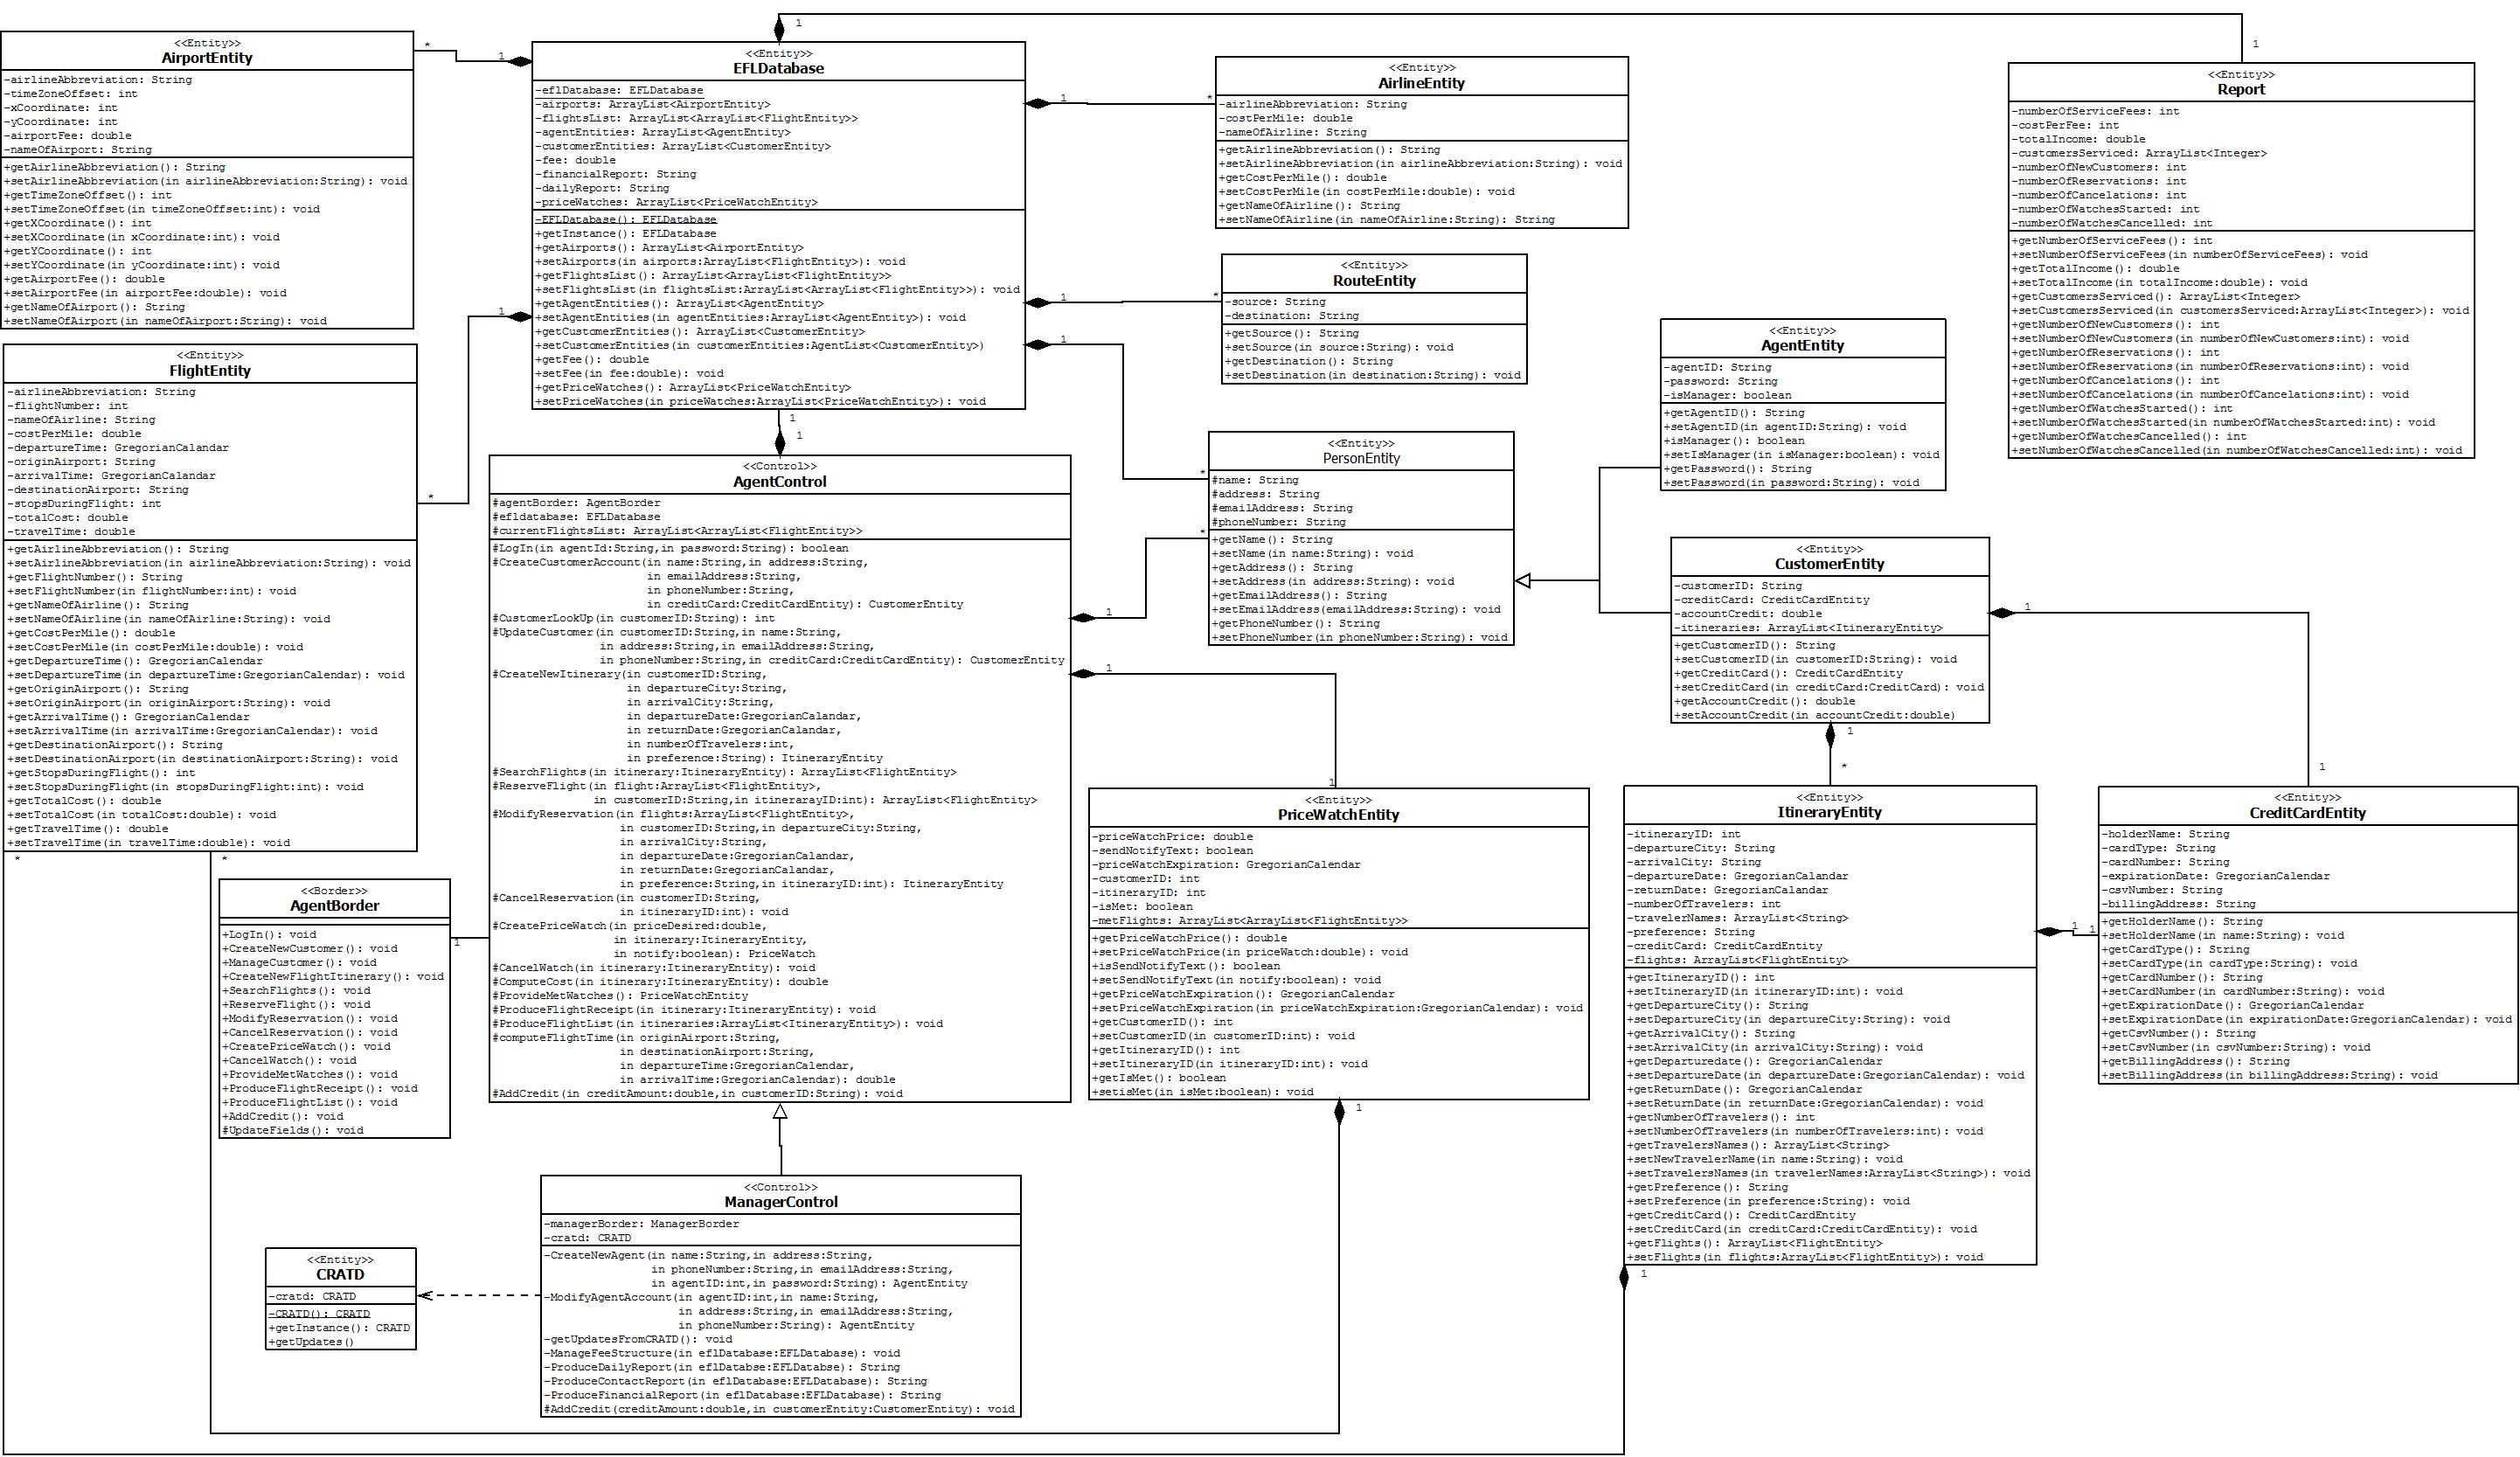 <<Entity>>
AirportEntity
-airlineAbbreviation: String
-timeZoneOffset: int
-xCoordinate: int
-yCoordinate: int
-airportFee: double
-nameOfAirport: String
+getAirlineAbbreviation(): String
+setAirlineAbbreviation(in airlineAbbreviation:String): void
+getTimeZoneOffset(): int
+setTimeZoneOffset(in timeZoneOffset:int): void
+getXCoordinate(): int
+setXCoordinate(in xCoordinate:int): void
+getYCoordinate(): int
+setYCoordinate(in yCoordinate:int): void
+getAirportFee(): double
+setAirportFee(in airportFee:double): void
+getNameOfAirport(): String
+setNameOfAirport(in nameOfAirport:String): void
*
1
1
1
<<Entity>>
EFLDatabase
-eflDatabase: EFLDatabase
-airports: ArrayList<AirportEntity>
-flightsList: ArrayList<ArrayList<FlightEntity>>
-agentEntities: ArrayList<AgentEntity>
-customerEntities: ArrayList<CustomerEntity>
-fee: double
-financialReport: String
-dailyReport: String
-priceWatches: ArrayList<PriceWatchEntity>
-EFLDatabase(): EFLDatabase
+getInstance(): EFLDatabase
+getAirports(): ArrayList<AirportEntity>
+setAirports(in airports:ArrayList<FlightEntity>): void
+getFlightsList(): ArrayList<ArrayList<FlightEntity>>
+setFlightsList(in flightsList:ArrayList<ArrayList<FlightEntity>>): void
+getAgentEntities(): ArrayList<AgentEntity>
+setAgentEntities(in agentEntities:ArrayList<AgentEntity>): void
+getCustomerEntities(): ArrayList<CustomerEntity>
+setCustomerEntities(in customerEntities:AgentList<CustomerEntity>)
+getFee(): double
+setFee(in fee:double): void
+getPriceWatches(): ArrayList<PriceWatchEntity>
+setPriceWatches(in priceWatches:ArrayList<PriceWatchEntity>): void
1
*
<<Entity>>
AirlineEntity
-airlineAbbreviation: String
-costPerMile: double
-nameOfAirline: String
+getAirlineAbbreviation(): String
+setAirlineAbbreviation(in airlineAbbreviation:String): void
+getCostPerMile(): double
+setCostPerMile(in costPerMile:double): void
+getNameOfAirline(): String
+setNameOfAirline(in nameOfAirline:String): String
1
*
<<Entity>>
RouteEntity
-source: String
-destination: String
+getSource(): String
+setSource(in source:String): void
+getDestination(): String
+setDestination(in destination:String): void
<<Entity>>
Report
-numberOfServiceFees: int
-costPerFee: int
-totalIncome: double
-customersServiced: ArrayList<Integer>
-numberOfNewCustomers: int
-numberOfReservations: int
-numberOfCancelations: int
-numberOfWatchesStarted: int
-numberOfWatchesCancelled: int
+getNumberOfServiceFees(): int
+setNumberOfServiceFees(in numberOfServiceFees): void
+getTotalIncome(): double
+setTotalIncome(in totalIncome:double): void
+getCustomersServiced(): ArrayList<Integer>
+setCustomersServiced(in customersServiced:ArrayList<Integer>): void
+getNumberOfNewCustomers(): int
+setNumberOfNewCustomers(in numberOfNewCustomers:int): void
+getNumberOfReservations(): int
+setNumberOfReservations(in numberOfReservations:int): void
+getNumberOfCancelations(): int
+setNumberOfCancelations(in numberOfCancelations:int): void
+getNumberOfWatchesStarted(): int
+setNumberOfWatchesStarted(in numberOfWatchesStarted:int): void
+getNumberOfWatchesCancelled(): int
+setNumberOfWatchesCancelled(in numberOfWatchesCancelled:int): void
<<Entity>>
FlightEntity
-airlineAbbreviation: String
-flightNumber: int
-nameOfAirline: String
-costPerMile: double
-departureTime: GregorianCalandar
-originAirport: String
-arrivalTime: GregorianCalandar
-destinationAirport: String
-stopsDuringFlight: int
-totalCost: double
-travelTime: double
+getAirlineAbbreviation(): String
+setAirlineAbbreviation(in airlineAbbreviation:String): void
+getFlightNumber(): String
+setFlightNumber(in flightNumber:int): void
+getNameOfAirline(): String
+setNameOfAirline(in nameOfAirline:String): void
+getCostPerMile(): double
+setCostPerMile(in costPerMile:double): void
+getDepartureTime(): GregorianCalendar
+setDepartureTime(in departureTime:GregorianCalendar): void
+getOriginAirport(): String
+setOriginAirport(in originAirport:String): void
+getArrivalTime(): GregorianCalendar
+setArrivalTime(in arrivalTime:GregorianCalendar): void
+getDestinationAirport(): String
+setDestinationAirport(in destinationAirport:String): void
+getStopsDuringFlight(): int
+setStopsDuringFlight(in stopsDuringFlight:int): void
+getTotalCost(): double
+setTotalCost(in totalCost:double): void
+getTravelTime(): double
+setTravelTime(in travelTime:double): void
1
*
*
*
1
1
<<Control>>
AgentControl
#agentBorder: AgentBorder
#efldatabase: EFLDatabase
#currentFlightsList: ArrayList<ArrayList<FlightEntity>>
#LogIn(in agentId:String,in password:String): boolean
#CreateCustomerAccount(in name:String,in address:String,
in emailAddress:String,
in phoneNumber:String,
in creditCard:CreditCardEntity): CustomerEntity
#CustomerLookUp(in customerID:String): int
#UpdateCustomer(in customerID:String,in name:String,
in address:String,in emailAddress:String,
in phoneNumber:String,in creditCard:CreditCardEntity): CustomerEntity
#CreateNewItinerary(in customerID:String,
in departureCity:String,
in arrivalCity:String,
in departureDate:GregorianCalandar,
in returnDate:GregorianCalandar,
in numberOfTravelers:int,
in preference:String): ItineraryEntity
#SearchFlights(in itinerary:ItineraryEntity): ArrayList<FlightEntity>
#ReserveFlight(in flight:ArrayList<FlightEntity>,
in customerID:String,in itinerarayID:int): ArrayList<FlightEntity>
#ModifyReservation(in flights:ArrayList<FlightEntity>,
in customerID:String,in departureCity:String,
in arrivalCity:String,
in departureDate:GregorianCalandar,
in returnDate:GregorianCalandar,
in preference:String,in itineraryID:int): ItineraryEntity
#CancelReservation(in customerID:String,
in itineraryID:int): void
#CreatePriceWatch(in priceDesired:double,
in itinerary:ItineraryEntity,
in notify:boolean): PriceWatch
#CancelWatch(in itinerary:ItineraryEntity): void
#ComputeCost(in itinerary:ItineraryEntity): double
#ProvideMetWatches(): PriceWatchEntity
#ProduceFlightReceipt(in itinerary:ItineraryEntity): void
#ProduceFlightList(in itineraries:ArrayList<ItineraryEntity>): void
#computeFlightTime(in originAirport:String,
in destinationAirport:String,
in departureTime:GregorianCalendar,
in arrivalTime:GregorianCalendar): double
#AddCredit(in creditAmount:double,in customerID:String): void
1
*
1
*
<<Entity>>
PersonEntity
#name: String
#address: String
#emailAddress: String
#phoneNumber: String
+getName(): String
+setName(in name:String): void
+getAddress(): String
+setAddress(in address:String): void
+getEmailAddress(): String
+setEmailAddress(emailAddress:String): void
+getPhoneNumber(): String
+setPhoneNumber(in phoneNumber:String): void
<<Entity>>
AgentEntity
-agentID: String
-password: String
-isManager: boolean
+getAgentID(): String
+setAgentID(in agentID:String): void
+isManager(): boolean
+setIsManager(in isManager:boolean): void
+getPassword(): String
+setPassword(in password:String): void
<<Entity>>
CustomerEntity
-customerID: String
-creditCard: CreditCardEntity
-accountCredit: double
-itineraries: ArrayList<ItineraryEntity>
+getCustomerID(): String
+setCustomerID(in customerID:String): void
+getCreditCard(): CreditCardEntity
+setCreditCard(in creditCard:CreditCard): void
+getAccountCredit(): double
+setAccountCredit(in accountCredit:double)
1
1
1
*
<<Border>>
AgentBorder
+LogIn(): void
+CreateNewCustomer(): void
+ManageCustomer(): void
+CreateNewFlightItinerary(): void
+SearchFlights(): void
+ReserveFlight(): void
+ModifyReservation(): void
+CancelReservation(): void
+CreatePriceWatch(): void
+CancelWatch(): void
+ProvideMetWatches(): void
+ProduceFlightReceipt(): void
+ProduceFlightList(): void
+AddCredit(): void
#UpdateFields(): void
1
1
1
<<Entity>>
PriceWatchEntity
-priceWatchPrice: double
-sendNotifyText: boolean
-priceWatchExpiration: GregorianCalendar
-customerID: int
-itineraryID: int
-isMet: boolean
-metFlights: ArrayList<ArrayList<FlightEntity>>
+getPriceWatchPrice(): double
+setPriceWatchPrice(in priceWatch:double): void
+isSendNotifyText(): boolean
+setSendNotifyText(in notify:boolean): void
+getPriceWatchExpiration(): GregorianCalendar
+setPriceWatchExpiration(in priceWatchExpiration:GregorianCalendar): void
+getCustomerID(): int
+setCustomerID(in customerID:int): void
+getItineraryID(): int
+setItineraryID(in itineraryID:int): void
+getIsMet(): boolean
+setisMet(in isMet:boolean): void
1
<<Entity>>
ItineraryEntity
-itineraryID: int
-departureCity: String
-arrivalCity: String
-departureDate: GregorianCalandar
-returnDate: GregorianCalandar
-numberOfTravelers: int
-travelerNames: ArrayList<String>
-preference: String
-creditCard: CreditCardEntity
-flights: ArrayList<FlightEntity>
+getItineraryID(): int
+setItineraryID(in itineraryID:int): void
+getDepartureCity(): String
+setDepartureCity(in departureCity:String): void
+getArrivalCity(): String
+setArrivalCity(in arrivalCity:String): void
+getDeparturedate(): GregorianCalendar
+setDepartureDate(in departureDate:GregorianCalendar): void
+getReturnDate(): GregorianCalendar
+setReturnDate(in returnDate:GregorianCalendar): void
+getNumberOfTravelers(): int
+setNumberOfTravelers(in numberOfTravelers:int): void
+getTravelersNames(): ArrayList<String>
+setNewTravelerName(in name:String): void
+setTravelersNames(in travelerNames:ArrayList<String>): void
+getPreference(): String
+setPreference(in preference:String): void
+getCreditCard(): CreditCardEntity
+setCreditCard(in creditCard:CreditCardEntity): void
+getFlights(): ArrayList<FlightEntity>
+setFlights(in flights:ArrayList<FlightEntity>): void
1
1
1
<<Entity>>
CreditCardEntity
-holderName: String
-cardType: String
-cardNumber: String
-expirationDate: GregorianCalendar
-csvNumber: String
-billingAddress: String
+getHolderName(): String
+setHolderName(in name:String): void
+getCardType(): String
+setCardType(in cardType:String): void
+getCardNumber(): String
+setCardNumber(in cardNumber:String): void
+getExpirationDate(): GregorianCalendar
+setExpirationDate(in expirationDate:GregorianCalendar): void
+getCsvNumber(): String
+setCsvNumber(in csvNumber:String): void
+getBillingAddress(): String
+setBillingAddress(in billingAddress:String): void
<<Entity>>
CRATD
-cratd: CRATD
-CRATD(): CRATD
+getInstance(): CRATD
+getUpdates()
<<Control>>
ManagerControl
-managerBorder: ManagerBorder
-cratd: CRATD
-CreateNewAgent(in name:String,in address:String,
in phoneNumber:String,in emailAddress:String,
in agentID:int,in password:String): AgentEntity
-ModifyAgentAccount(in agentID:int,in name:String,
in address:String,in emailAddress:String,
in phoneNumber:String): AgentEntity
-getUpdatesFromCRATD(): void
-ManageFeeStructure(in eflDatabase:EFLDatabase): void
-ProduceDailyReport(in eflDatabse:EFLDatabse): String
-ProduceContactReport(in eflDatabase:EFLDatabase): String
-ProduceFinancialReport(in eflDatabase:EFLDatabase): String
#AddCredit(creditAmount:double,in customerEntity:CustomerEntity): void